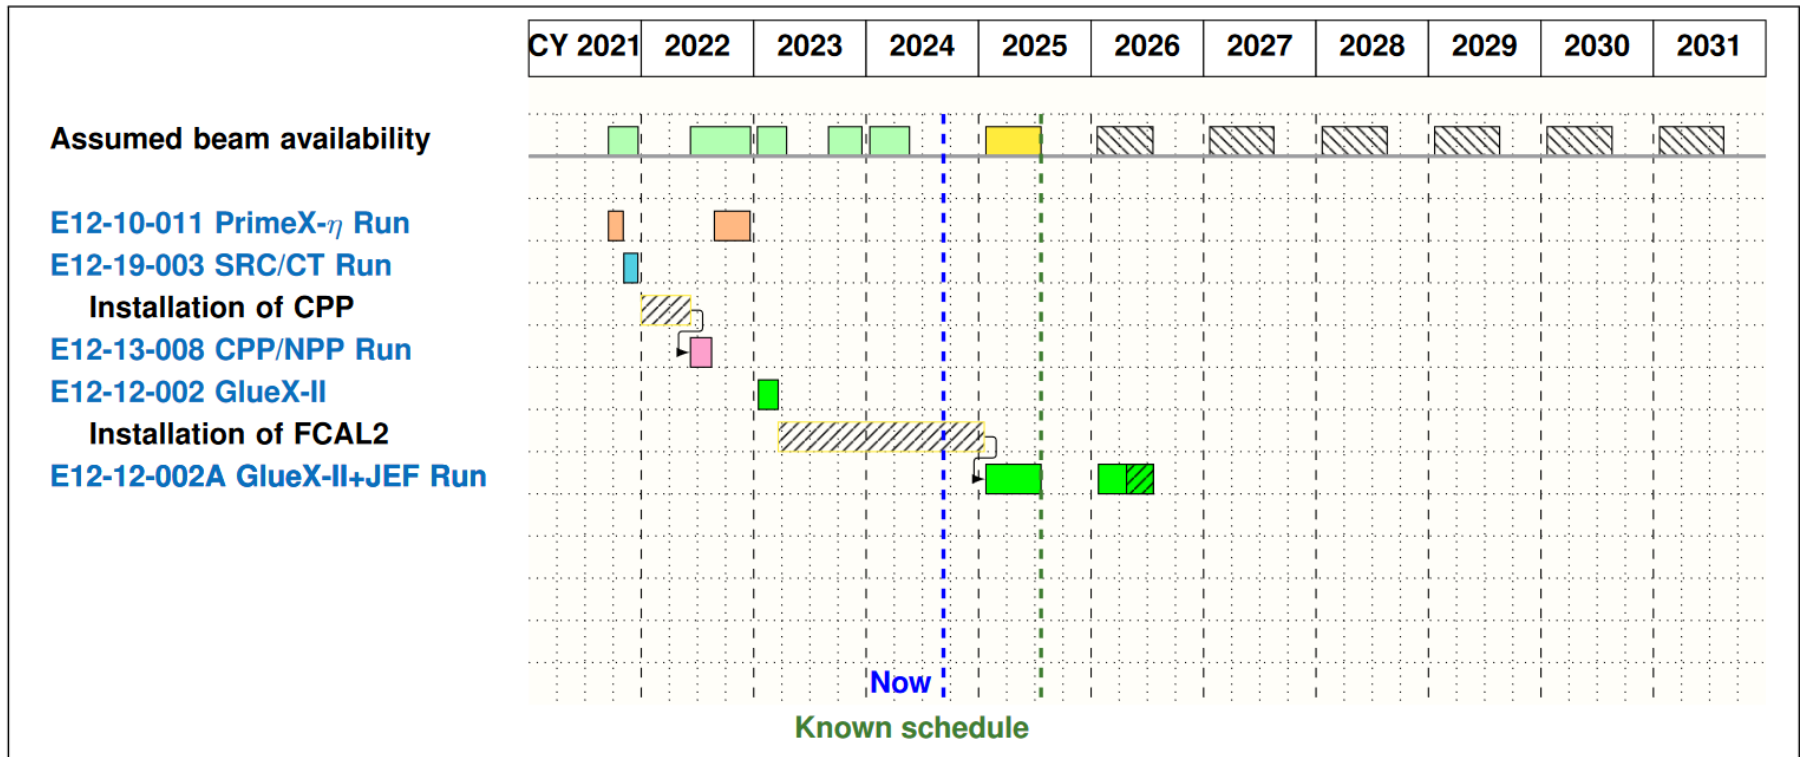 CY 2021 2022 2023 2024 2025 2026 2027 2028 2029 2030 2031
Assumed beam availability
E12-10-011 PrimeX-η Run
E12-19-003 SRC/CT Run
Installation of CPP
E12-13-008 CPP/NPP Run
E12-12-002 GlueX-II
Installation of FCAL2
E12-12-002A GlueX-II+JEF Run
Now
Known schedule